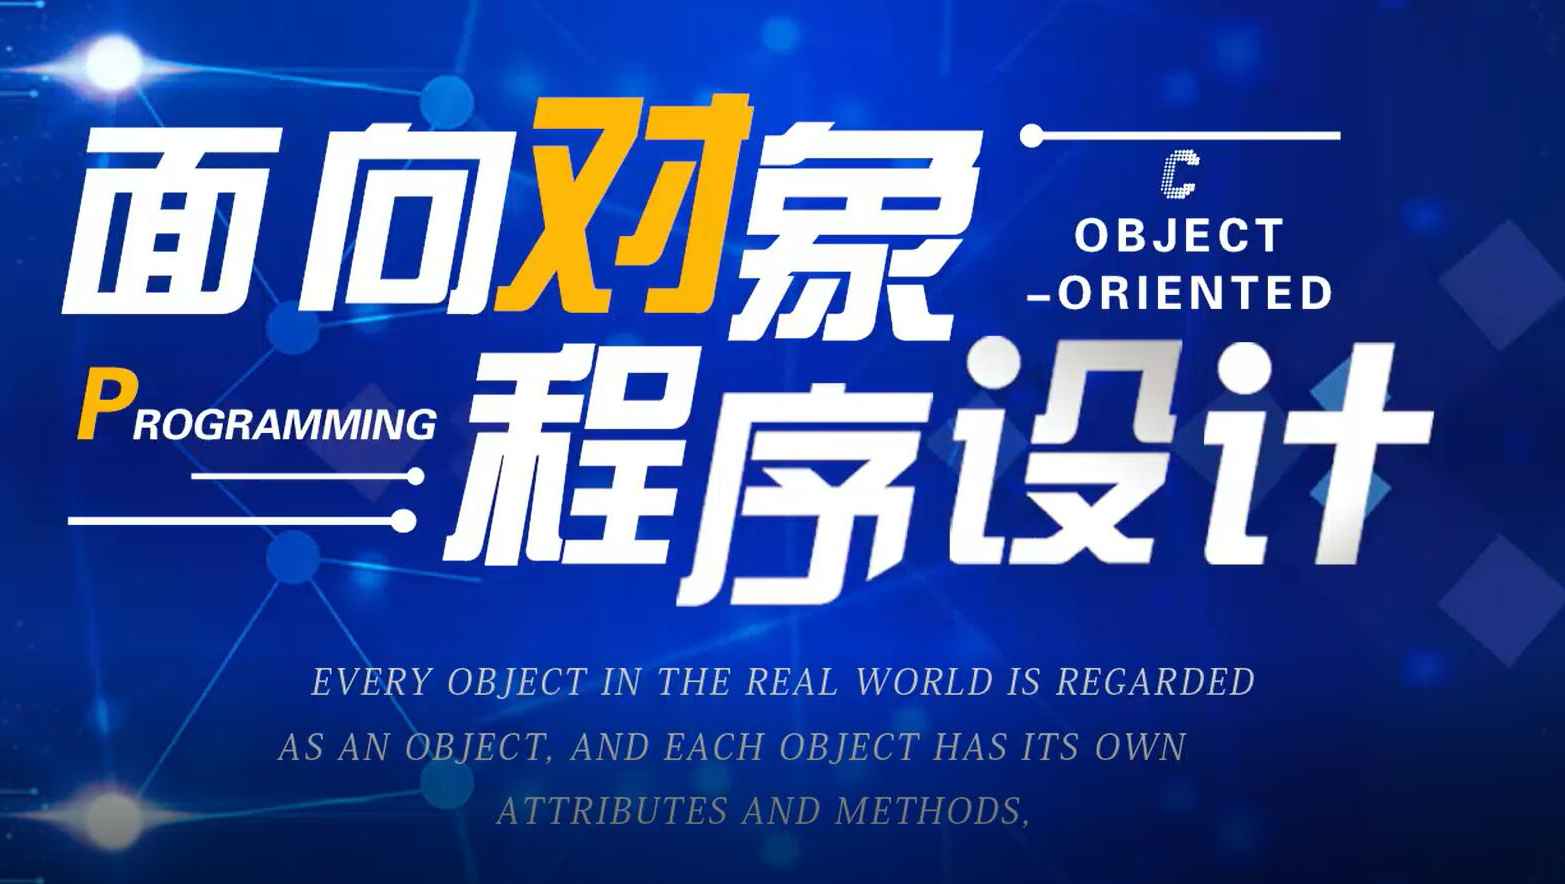 面向对象
C
OBJECT
-ORIENTED
程序设计
PROGRAMMING
EVERY OBJECT IN THE REAL WORLD IS REGARDED
AS AN OBJECT, AND EACH OBJECT HAS ITS OWN
ATTRIBUTES AND METHODS,